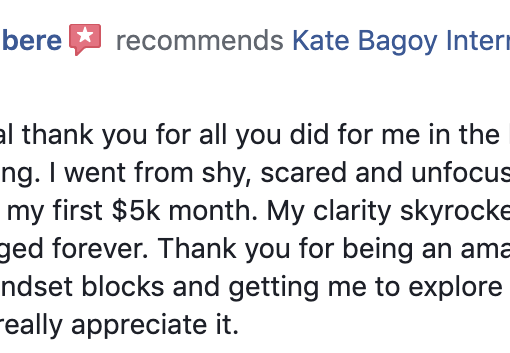 bere recommends Kate Bagoy Inter
al thank you for all you did for me in the
ng. I went from shy, scared and unfocus
my first $5k month. My clarity skyrocke
ged forever. Thank you for being an ama
ndset blocks and getting me to explore
really appreciate it.